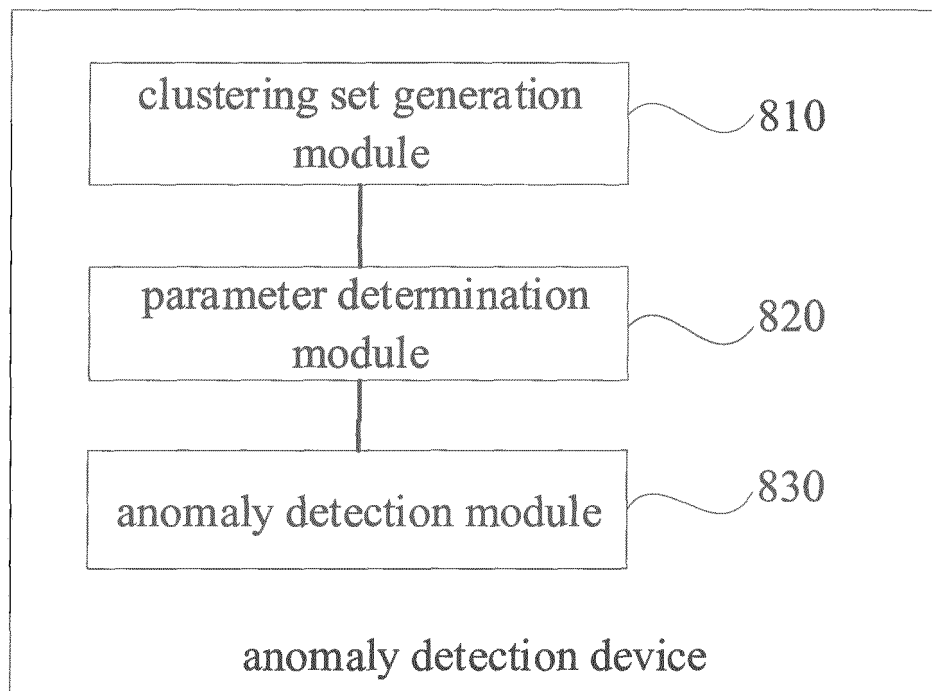 clustering set generation
module
810
parameter determination
module
820
anomaly detection module
830
anomaly detection device